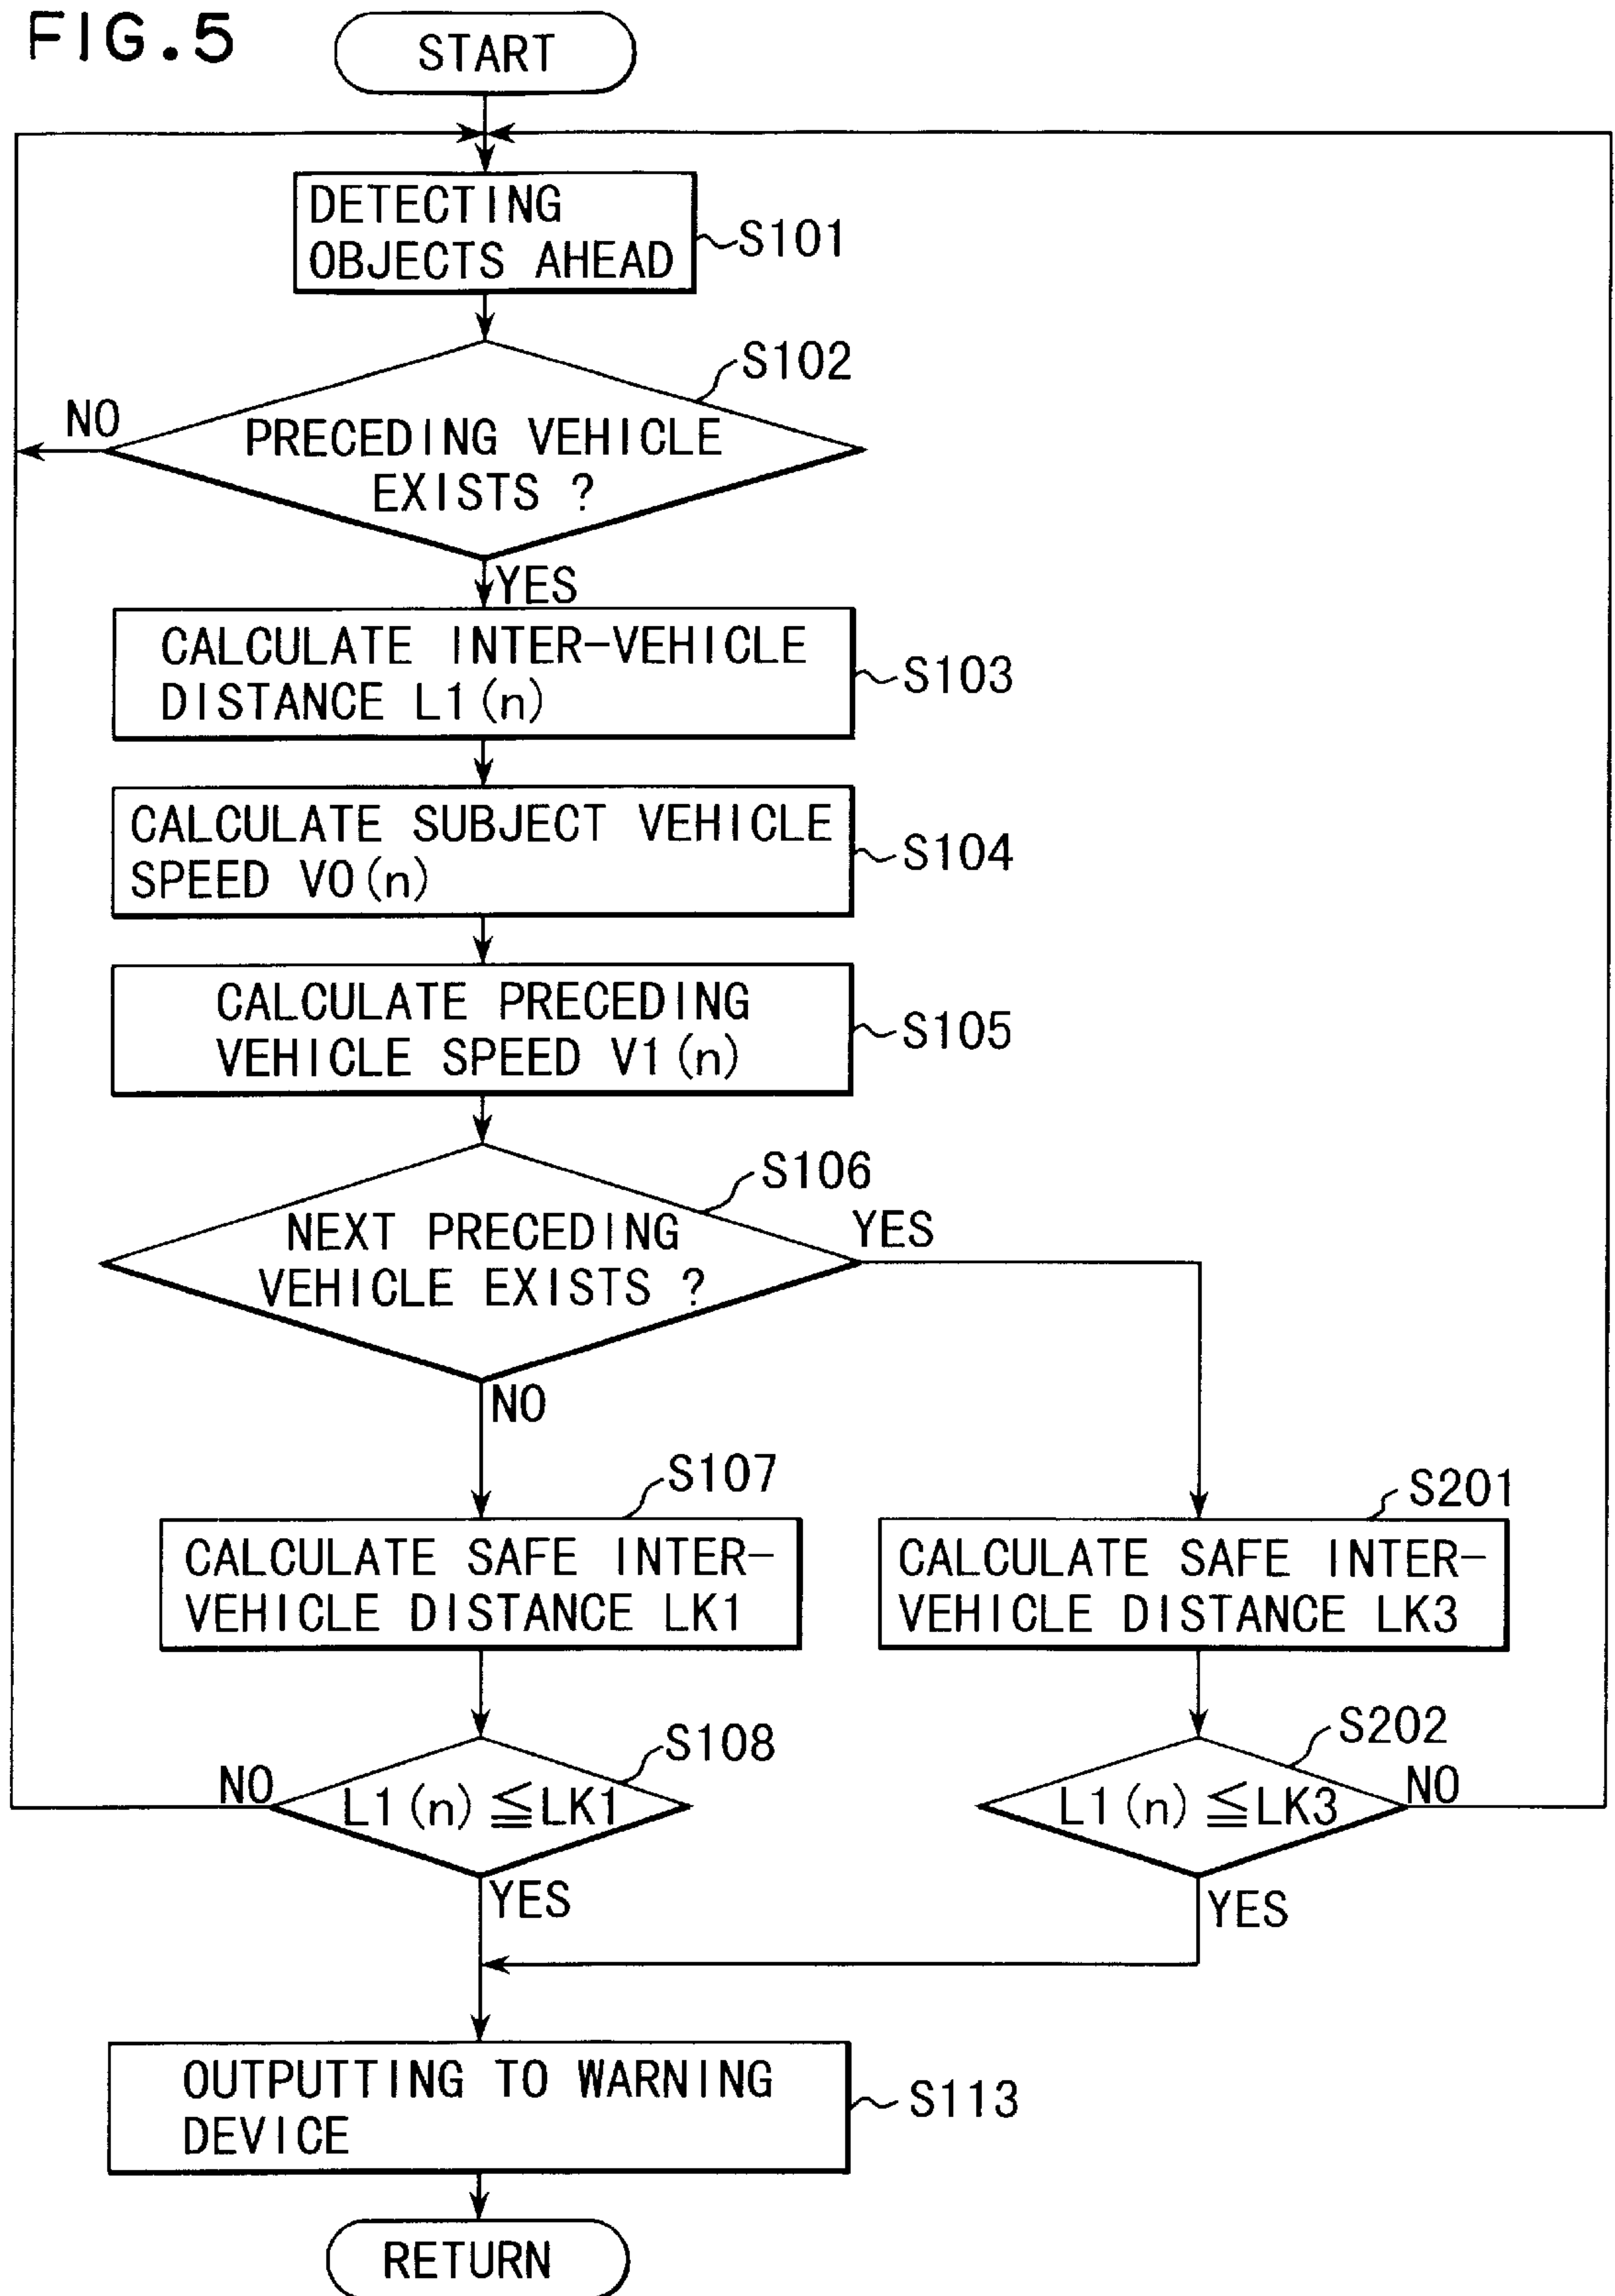 FIG.5
START
DETECTING
OBJECTS AHEAD
S101
S102
NO
PRECEDING VEHICLE
EXISTS ?
YES
CALCULATE INTER-VEHICLE
DISTANCE L1(n)
S103
CALCULATE SUBJECT VEHICLE
SPEED V0(n)
S104
CALCULATE PRECEDING
VEHICLE SPEED V1(n)
S105
S106
NEXT PRECEDING
VEHICLE EXISTS ?
YES
NO
S107
CALCULATE SAFE INTER-
VEHICLE DISTANCE LK1
S201
CALCULATE SAFE INTER-
VEHICLE DISTANCE LK3
S108
NO
L1(n)≦LK1
YES
S202
L1(n)≦LK3
NO
YES
OUTPUTTING TO WARNING
DEVICE
S113
RETURN